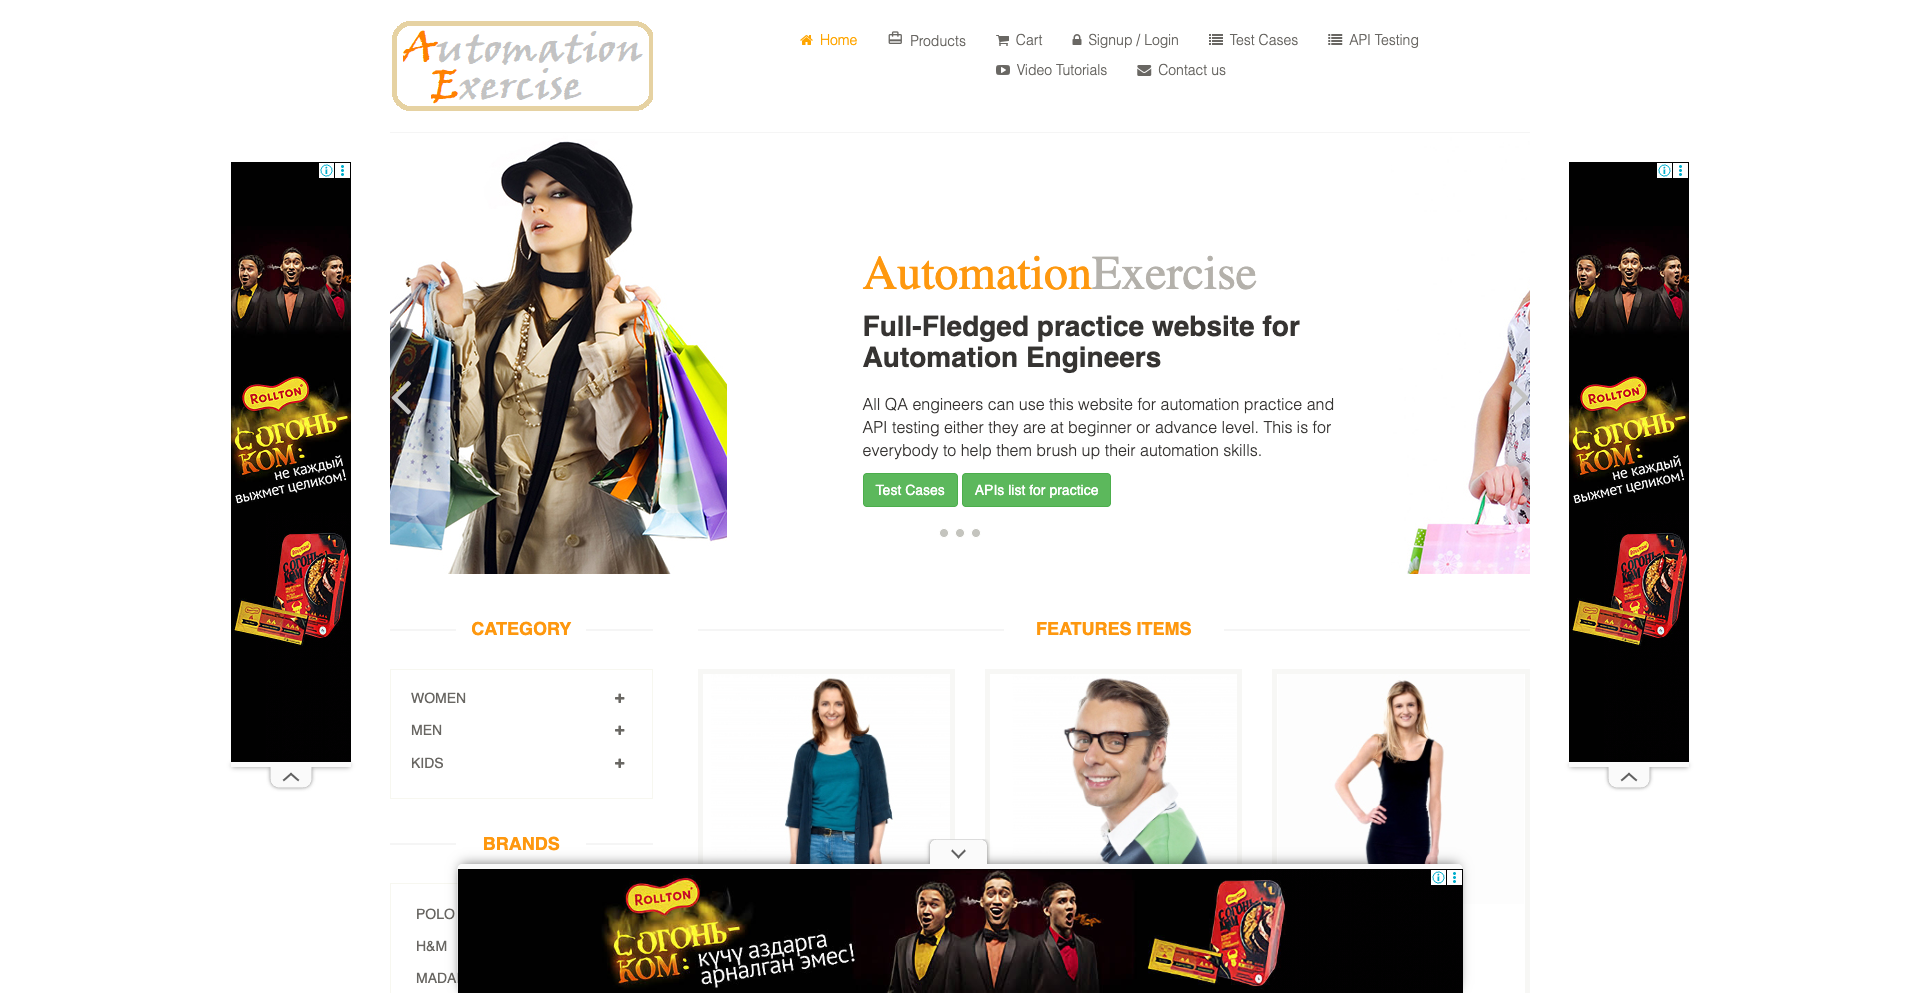 Automation
Exercise
Home
Products
Cart
Signup / Login
Test Cases
API Testing
Video Tutorials
Contact us
AutomationExercise
Full-Fledged practice website for
Automation Engineers
All QA engineers can use this website for automation practice and
API testing either they are at beginner or advance level. This is for
everybody to help them brush up their automation skills.
Test Cases
APIs list for practice
ROLLTON
С ОГОНЬ-
КОМ:
не каждый
выжмет целиком!
ROLLTON
С ОГОНЬ-
КОМ:
не каждый
выжмет целиком!
CATEGORY
WOMEN
MEN
KIDS
FEATURES ITEMS
BRANDS
POLO
H&M
MADA
ROLLTON
С ОГОНЬ-
КОМ: күчү аздарга
арналган эмес!